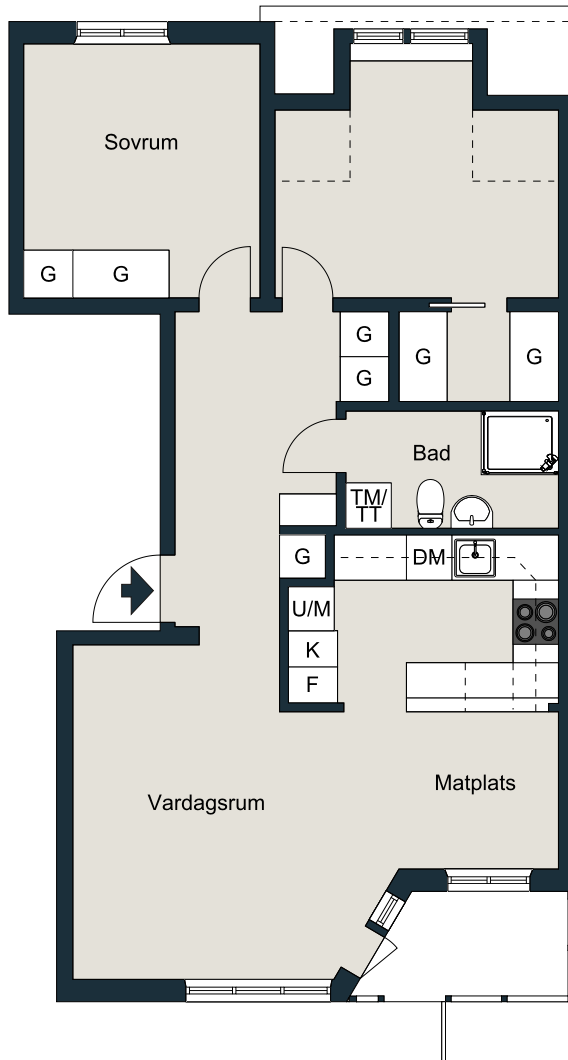 Sovrum
G G
G
G
G
G
Bad
TM/
TT
G
DM
U/M
K
F
Matplats
Vardagsrum